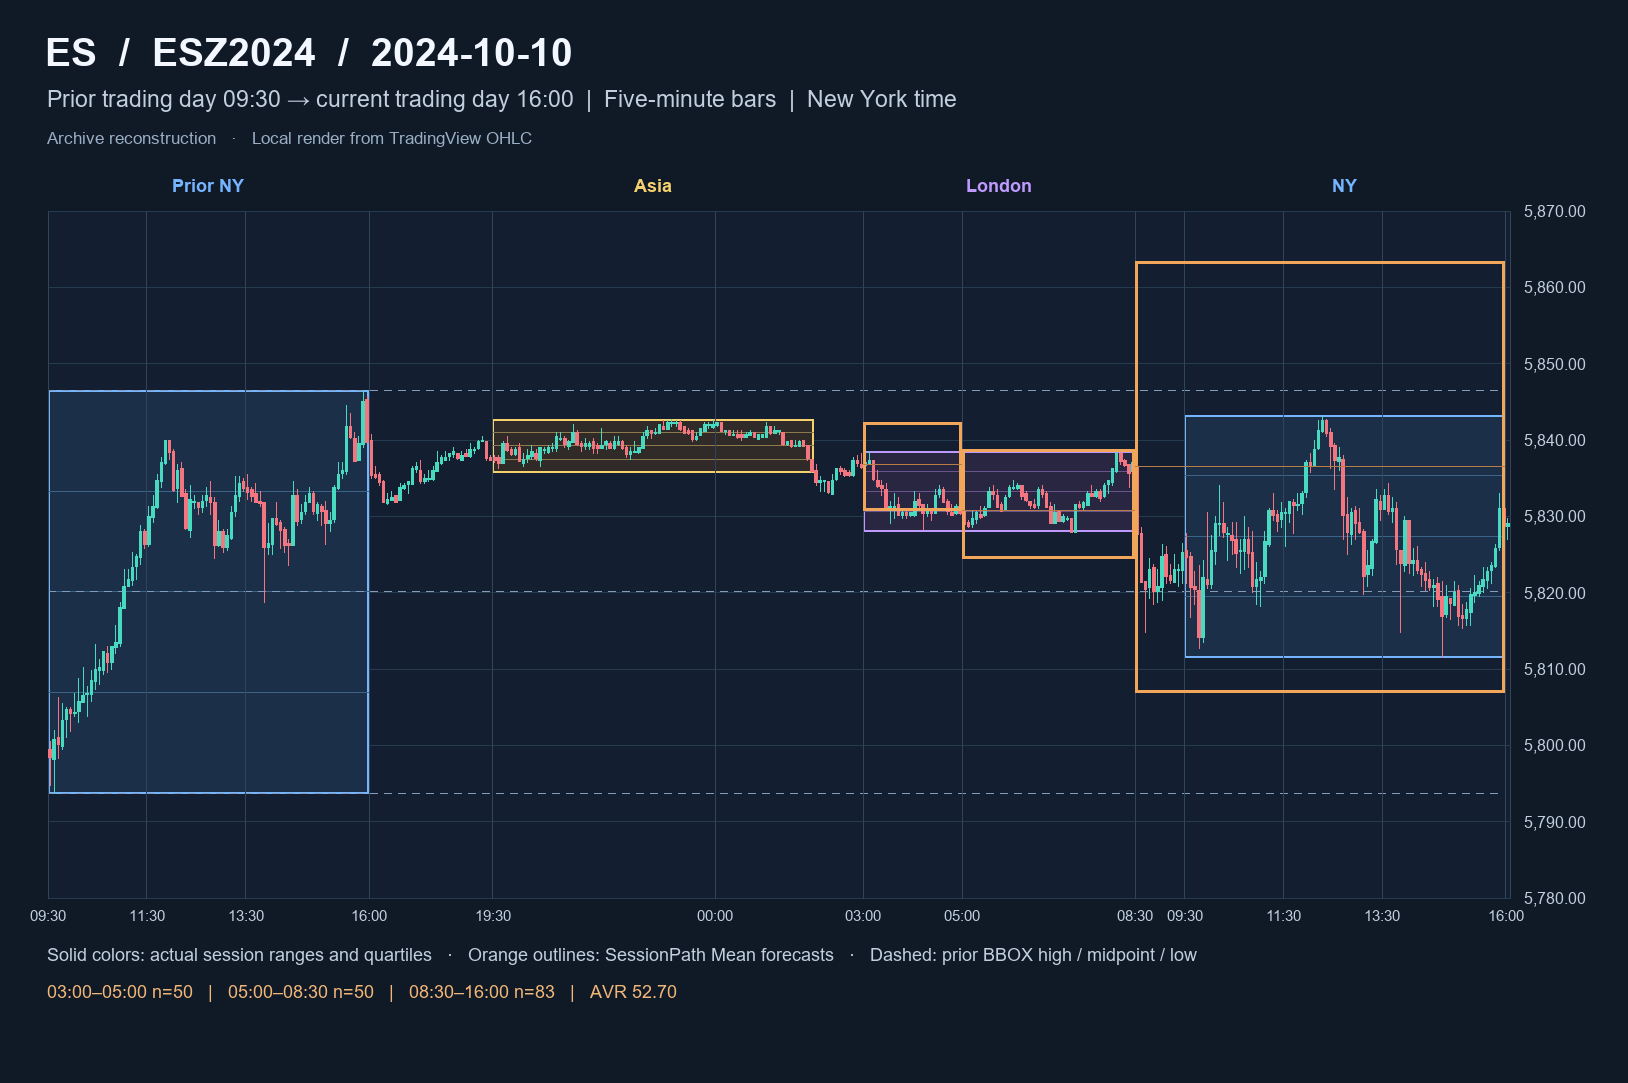 ES / ESZ2024 / 2024-10-10
Prior trading day 09:30 → current trading day 16:00 | Five-minute bars | New York time
Archive reconstruction · Local render from TradingView OHLC
Prior NY Asia London NY
5,870.00
5,860.00
5,850.00
5,840.00
5,830.00
5,820.00
5,810.00
5,800.00
5,790.00
5,780.00
09:30 11:30 13:30 16:00 19:30 00:00 03:00 05:00 08:30 09:30 11:30 13:30 16:00
Solid colors: actual session ranges and quartiles · Orange outlines: SessionPath Mean forecasts · Dashed: prior BBOX high / midpoint / low
03:00–05:00 n=50 | 05:00–08:30 n=50 | 08:30–16:00 n=83 | AVR 52.70